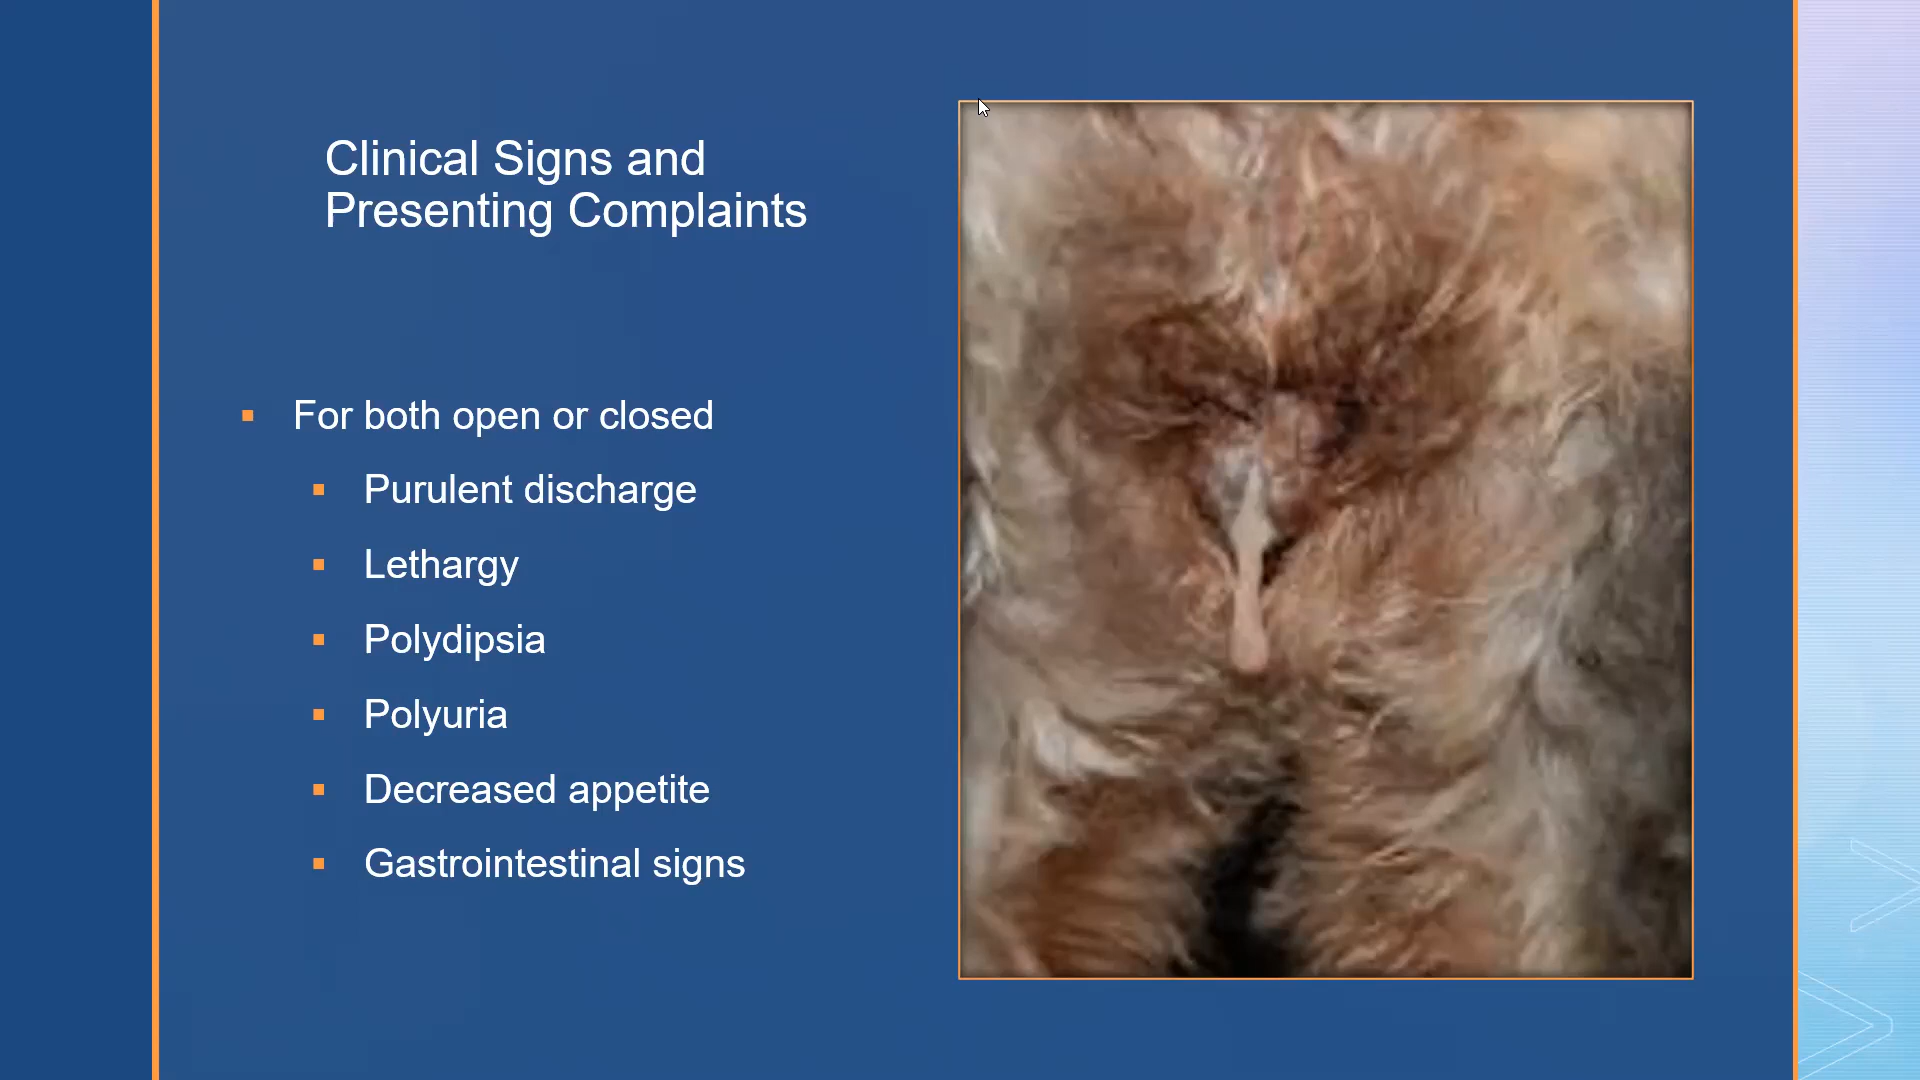 Clinical Signs and
Presenting Complaints
For both open or closed
Purulent discharge
Lethargy
Polydipsia
Polyuria
Decreased appetite
Gastrointestinal signs